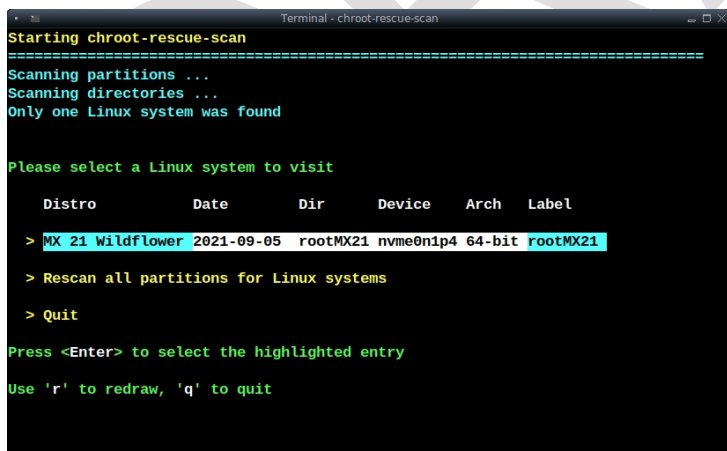 Terminal - chroot-rescue-scan
Starting chroot-rescue-scan
===============================================================================
Scanning partitions ...
Scanning directories ...
Only one Linux system was found
Please select a Linux system to visit
Distro Date Dir Device Arch Label
> MX 21 Wildflower 2021-09-05 rootMX21 nvme0n1p4 64-bit rootMX21
> Rescan all partitions for Linux systems
> Quit
Press <Enter> to select the highlighted entry
Use 'r' to redraw, 'q' to quit